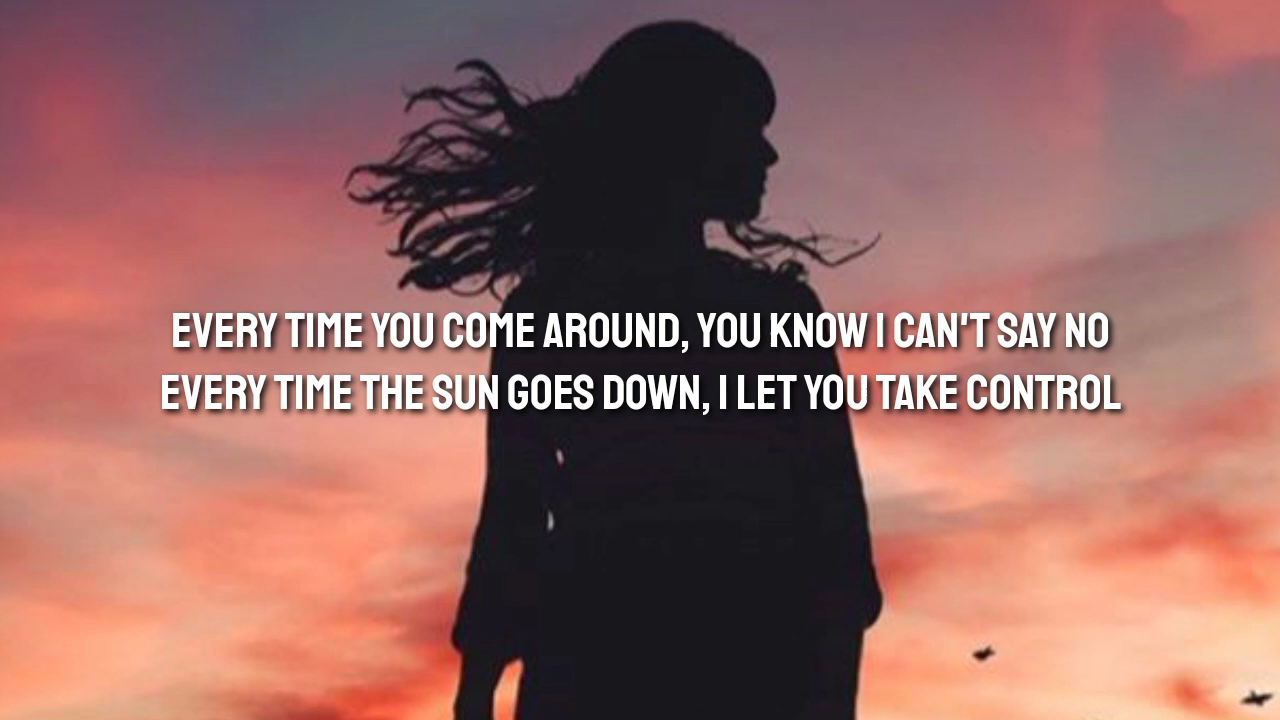 EVERY TIME YOU COME AROUND, YOU KNOW I CAN'T SAY NO
EVERY TIME THE SUN GOES DOWN, I LET YOU TAKE CONTROL